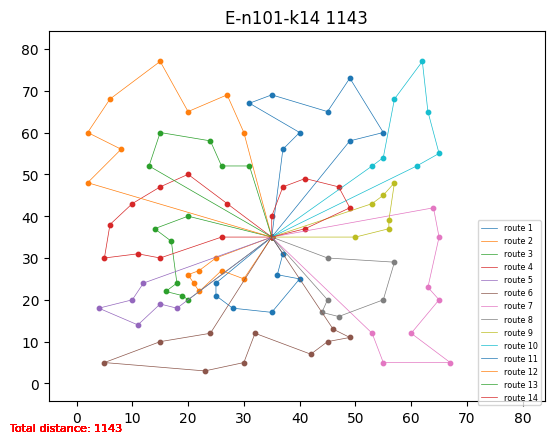 E-n101-k14 1143
80
70
60
50
40
30
20
10
0
route 1
route 2
route 3
route 4
route 5
route 6
route 7
route 8
route 9
route 10
route 11
route 12
route 13
route 14
0 10 20 30 40 50 60 70 80
Total distance: 1143